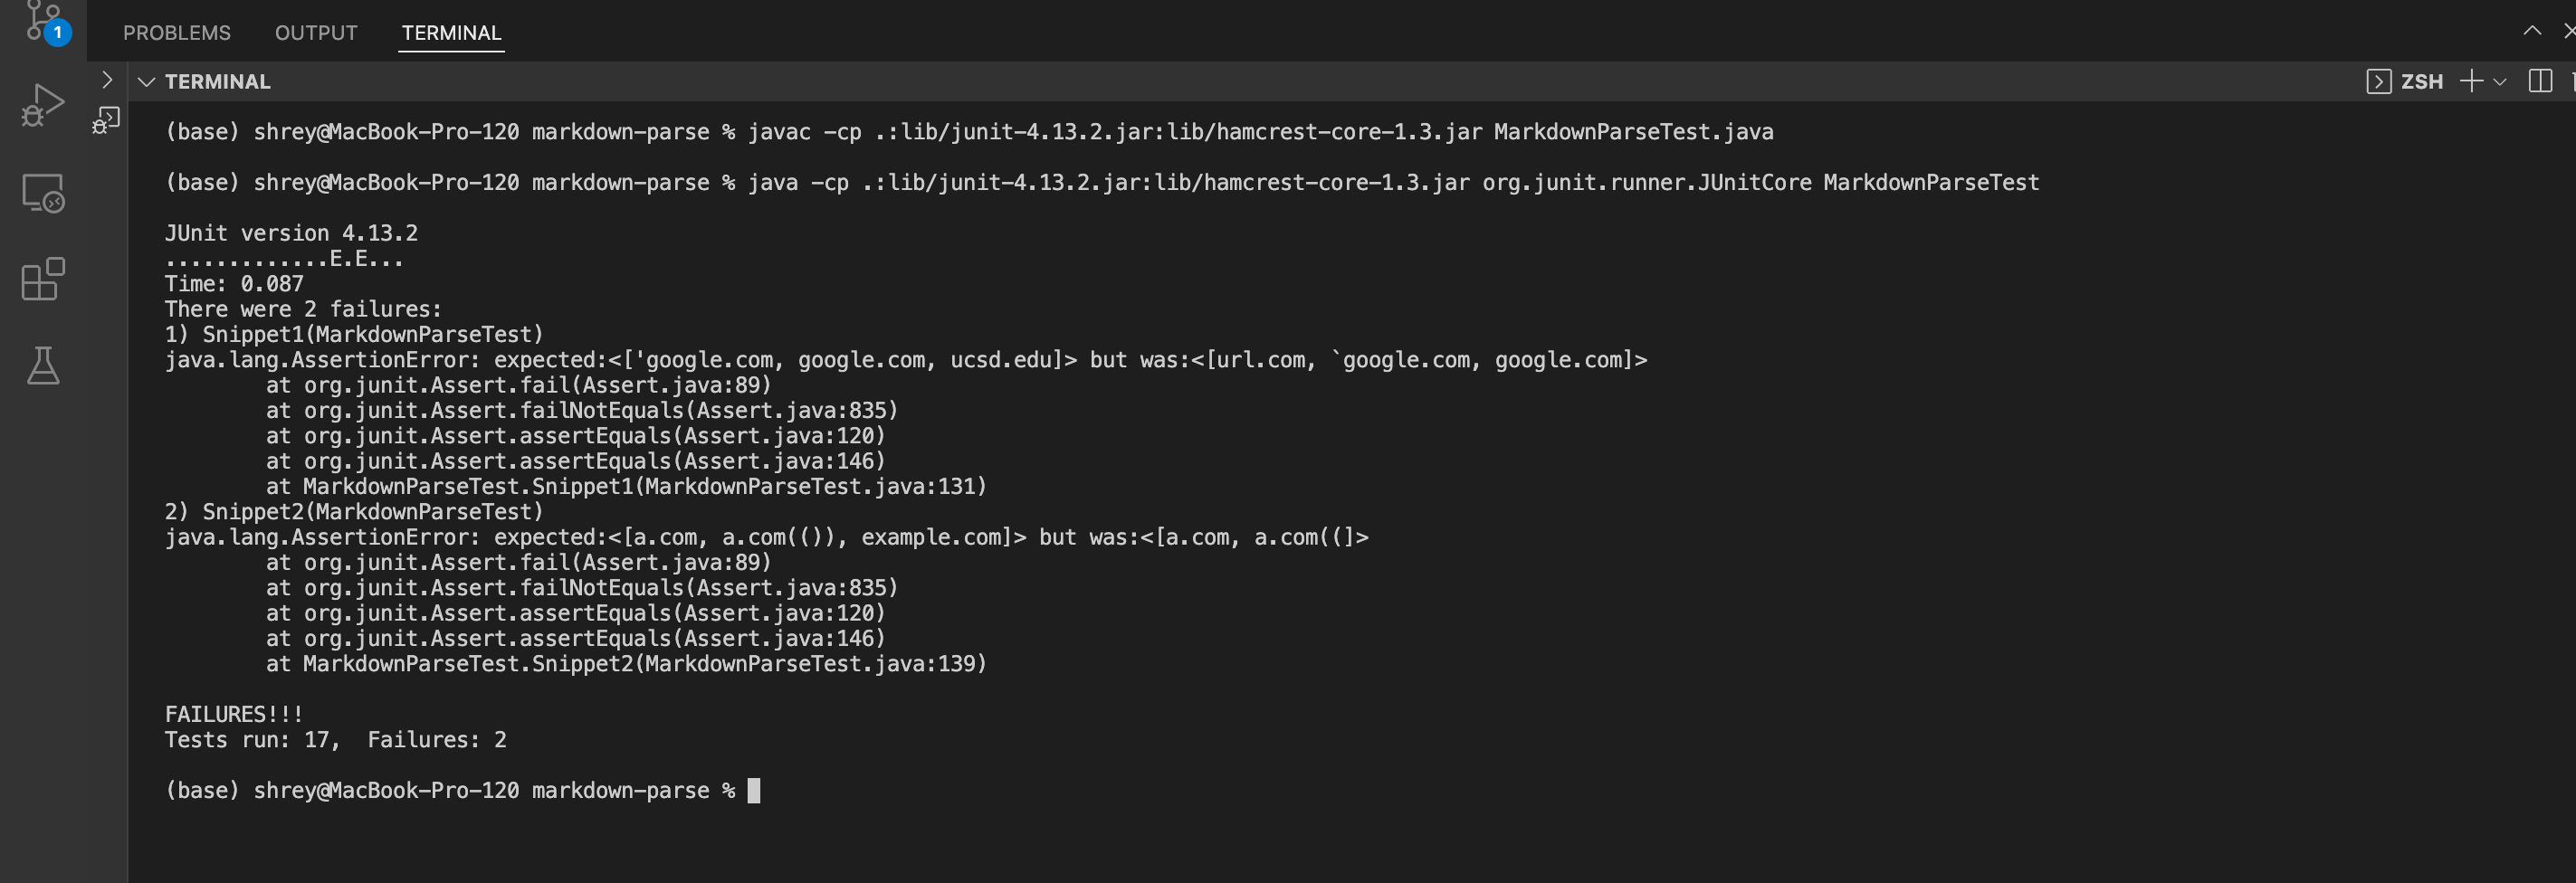 1
PROBLEMS OUTPUT TERMINAL
TERMINAL
ZSH
(base) shrey@MacBook-Pro-120 markdown-parse % javac -cp .:lib/junit-4.13.2.jar:lib/hamcrest-core-1.3.jar MarkdownParseTest.java
(base) shrey@MacBook-Pro-120 markdown-parse % java -cp .:lib/junit-4.13.2.jar:lib/hamcrest-core-1.3.jar org.junit.runner.JUnitCore MarkdownParseTest
JUnit version 4.13.2
.............E.E...
Time: 0.087
There were 2 failures:
1) Snippet1(MarkdownParseTest)
java.lang.AssertionError: expected:<['google.com, google.com, ucsd.edu]> but was:<[url.com, `google.com, google.com]>
at org.junit.Assert.fail(Assert.java:89)
at org.junit.Assert.failNotEquals(Assert.java:835)
at org.junit.Assert.assertEquals(Assert.java:120)
at org.junit.Assert.assertEquals(Assert.java:146)
at MarkdownParseTest.Snippet1(MarkdownParseTest.java:131)
2) Snippet2(MarkdownParseTest)
java.lang.AssertionError: expected:<[a.com, a.com(()), example.com]> but was:<[a.com, a.com((]>
at org.junit.Assert.fail(Assert.java:89)
at org.junit.Assert.failNotEquals(Assert.java:835)
at org.junit.Assert.assertEquals(Assert.java:120)
at org.junit.Assert.assertEquals(Assert.java:146)
at MarkdownParseTest.Snippet2(MarkdownParseTest.java:139)
FAILURES!!!
Tests run: 17,  Failures: 2
(base) shrey@MacBook-Pro-120 markdown-parse %